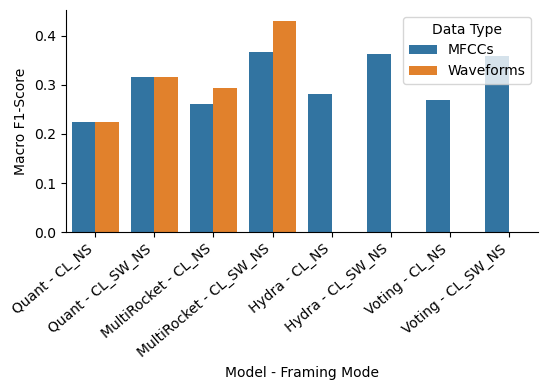 Data Type
MFCCs
Waveforms
Macro F1-Score
0.4
0.3
0.2
0.1
0.0
Quant - CL_NS
Quant - CL_SW_NS
MultiRocket - CL_NS
MultiRocket - CL_SW_NS
Hydra - CL_NS
Hydra - CL_SW_NS
Voting - CL_NS
Voting - CL_SW_NS
Model - Framing Mode